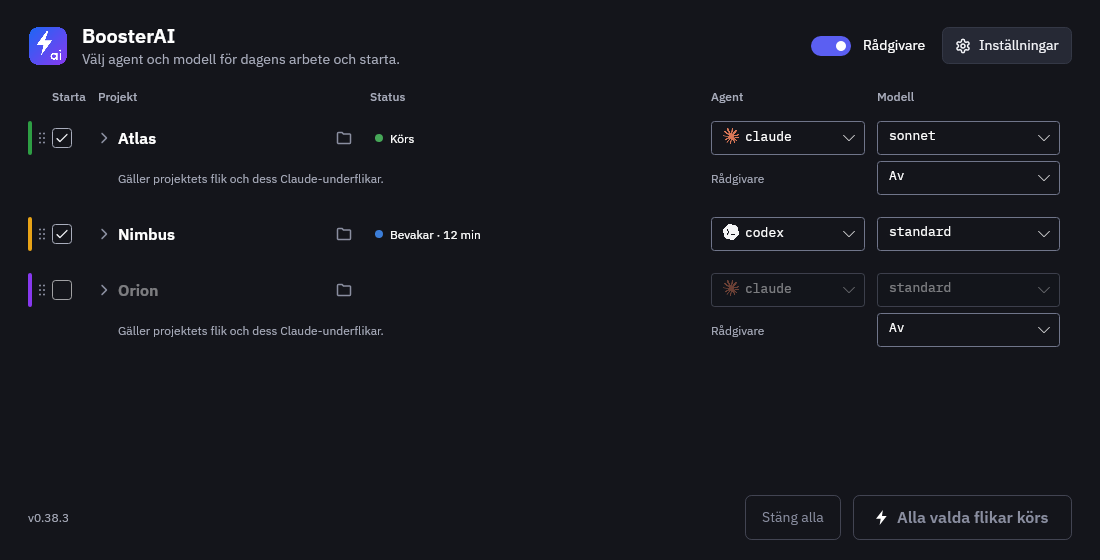 ai
BoosterAI
Välj agent och modell för dagens arbete och starta.
Rådgivare
Inställningar
Starta Projekt Status Agent Modell
Atlas Körs claude sonnet
Gäller projektets flik och dess Claude-underflikar. Rådgivare Av
Nimbus Bevakar · 12 min codex standard
Orion claude standard
Gäller projektets flik och dess Claude-underflikar. Rådgivare Av
v0.38.3 Stäng alla Alla valda flikar körs